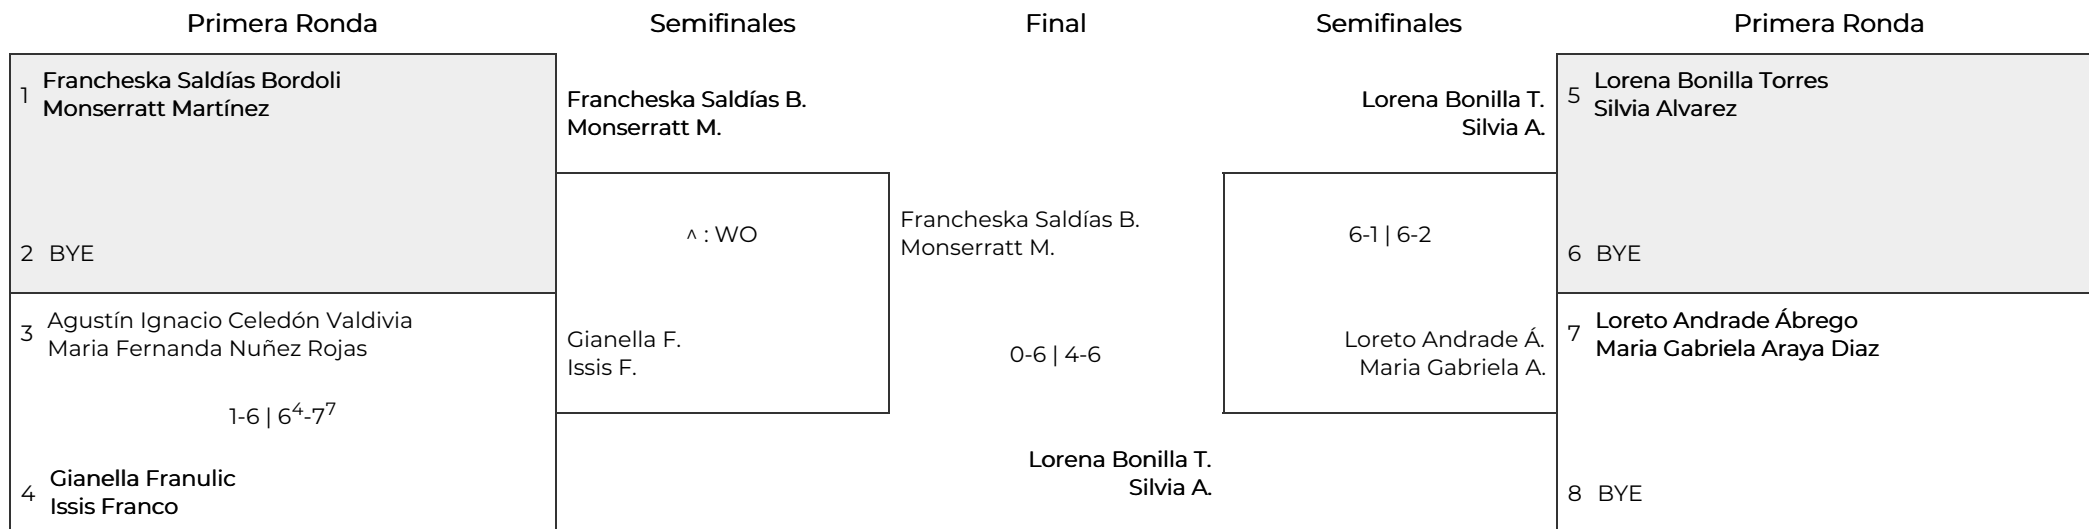 Primera Ronda
Semifinales
Final
Semifinales
Primera Ronda
1
Francheska Saldías Bordoli
Monserratt Martínez
2 BYE
3
Agustín Ignacio Celedón Valdivia
Maria Fernanda Nuñez Rojas
1-6 | 6⁴-7⁷
4
Gianella Franulic
Issis Franco
Francheska Saldías B.
Monserratt M.
^ : WO
Gianella F.
Issis F.
Francheska Saldías B.
Monserratt M.
0-6 | 4-6
Lorena Bonilla T.
Silvia A.
Lorena Bonilla T.
Silvia A.
6-1 | 6-2
Loreto Andrade Á.
Maria Gabriela A.
5
Lorena Bonilla Torres
Silvia Alvarez
6 BYE
7
Loreto Andrade Ábrego
Maria Gabriela Araya Diaz
8 BYE